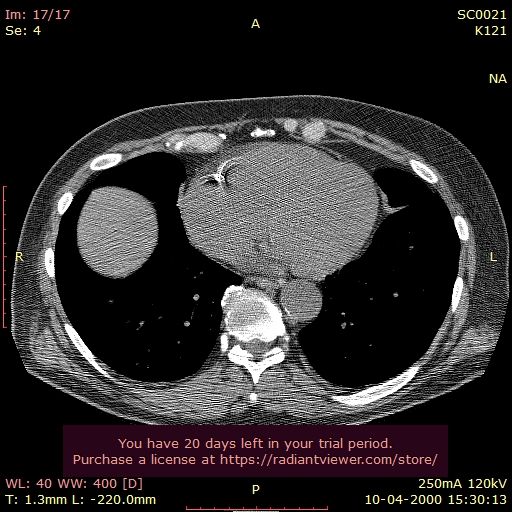 Im: 17/17
Se: 4
A
SC0021
K121
NA
R
L
You have 20 days left in your trial period.
Purchase a license at https://radiantviewer.com/store/
WL: 40 WW: 400 [D]
T: 1.3mm L: -220.0mm
P
250mA 120kV
10-04-2000 15:30:13